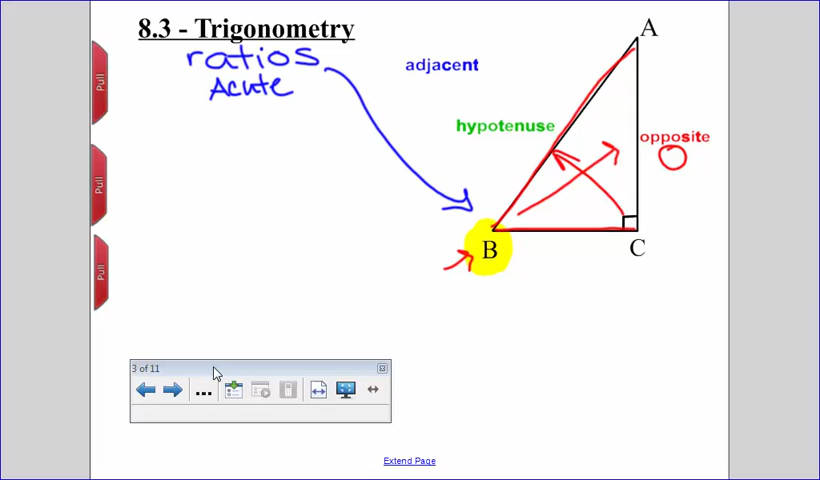 8.3 - Trigonometry
ratios
Acute
adjacent
hypotenuse
opposite
O
A
B
C
Pull
Pull
Pull
3 of 11
...
Extend Page